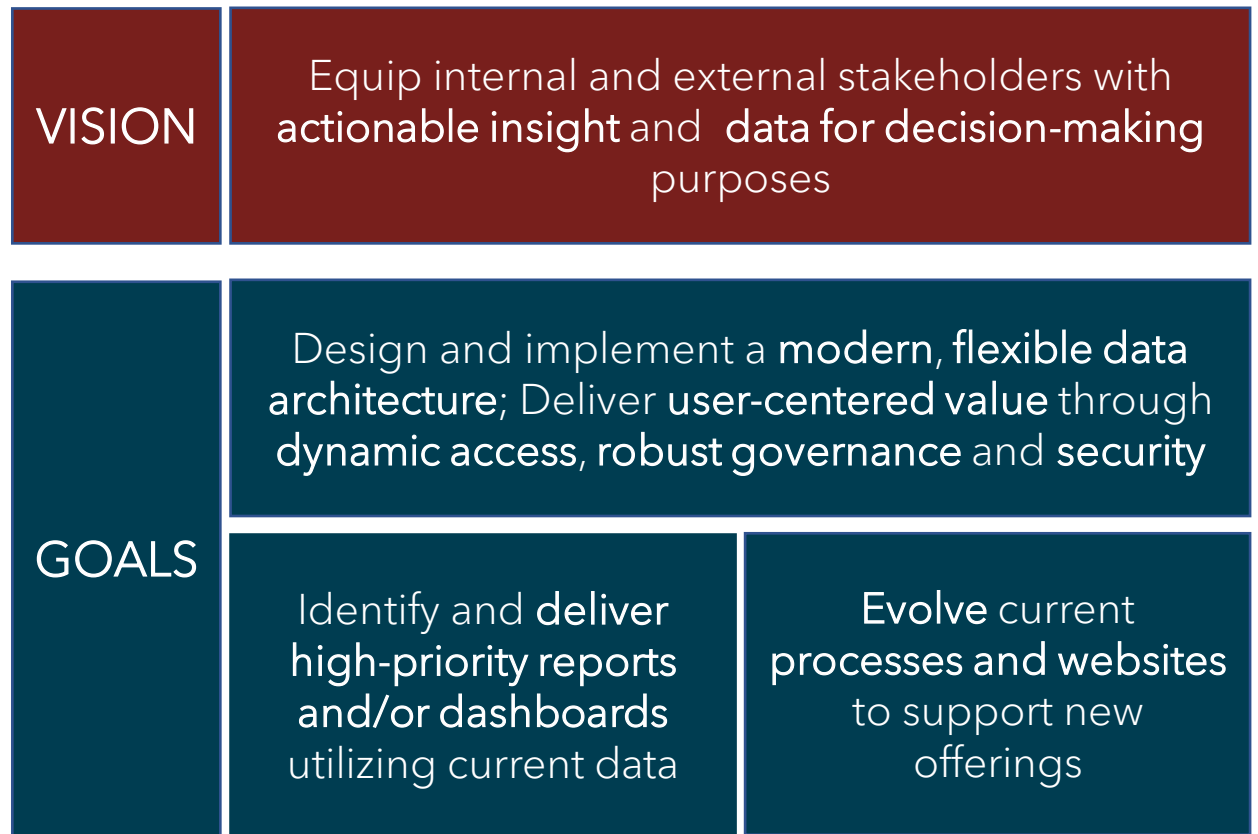 VISION
Equip internal and external stakeholders with
actionable insight and data for decision-making
purposes
GOALS
Design and implement a modern, flexible data
architecture; Deliver user-centered value through
dynamic access, robust governance and security
Identify and deliver
high-priority reports
and/or dashboards
utilizing current data
Evolve current
processes and websites
to support new
offerings